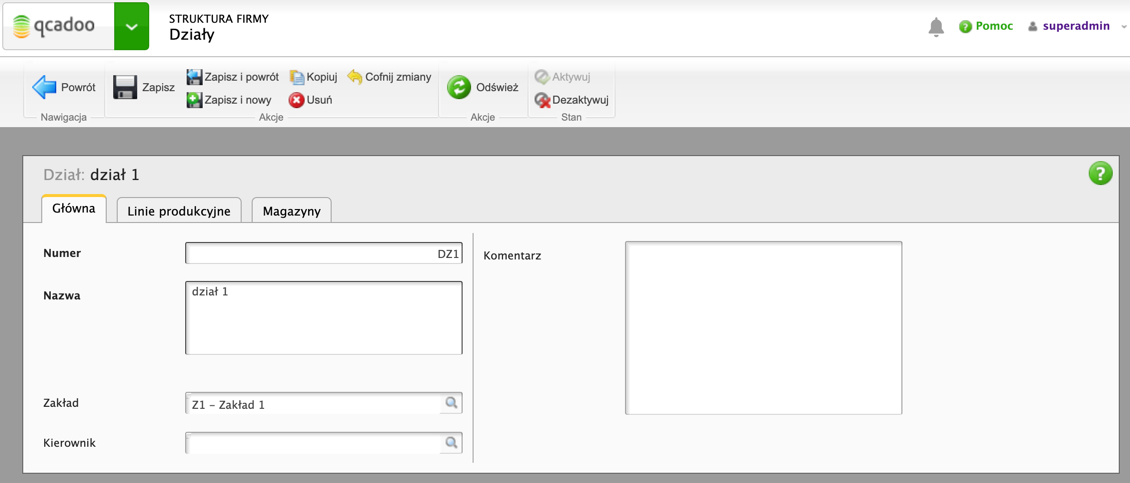 qcadoo
STRUKTURA FIRMY
Działy
Pomoc
superadmin
Powrót
Nawigacja
Zapisz
Zapisz i powrót
Kopiuj
Cofnij zmiany
Zapisz i nowy
Usuń
Akcje
Odśwież
Akcje
Aktywuj
Dezaktywuj
Stan
Dział: dział 1
Główna
Linie produkcyjne
Magazyny
Numer
DZ1
Nazwa
dział 1
Zakład
Z1 – Zakład 1
Kierownik
Komentarz